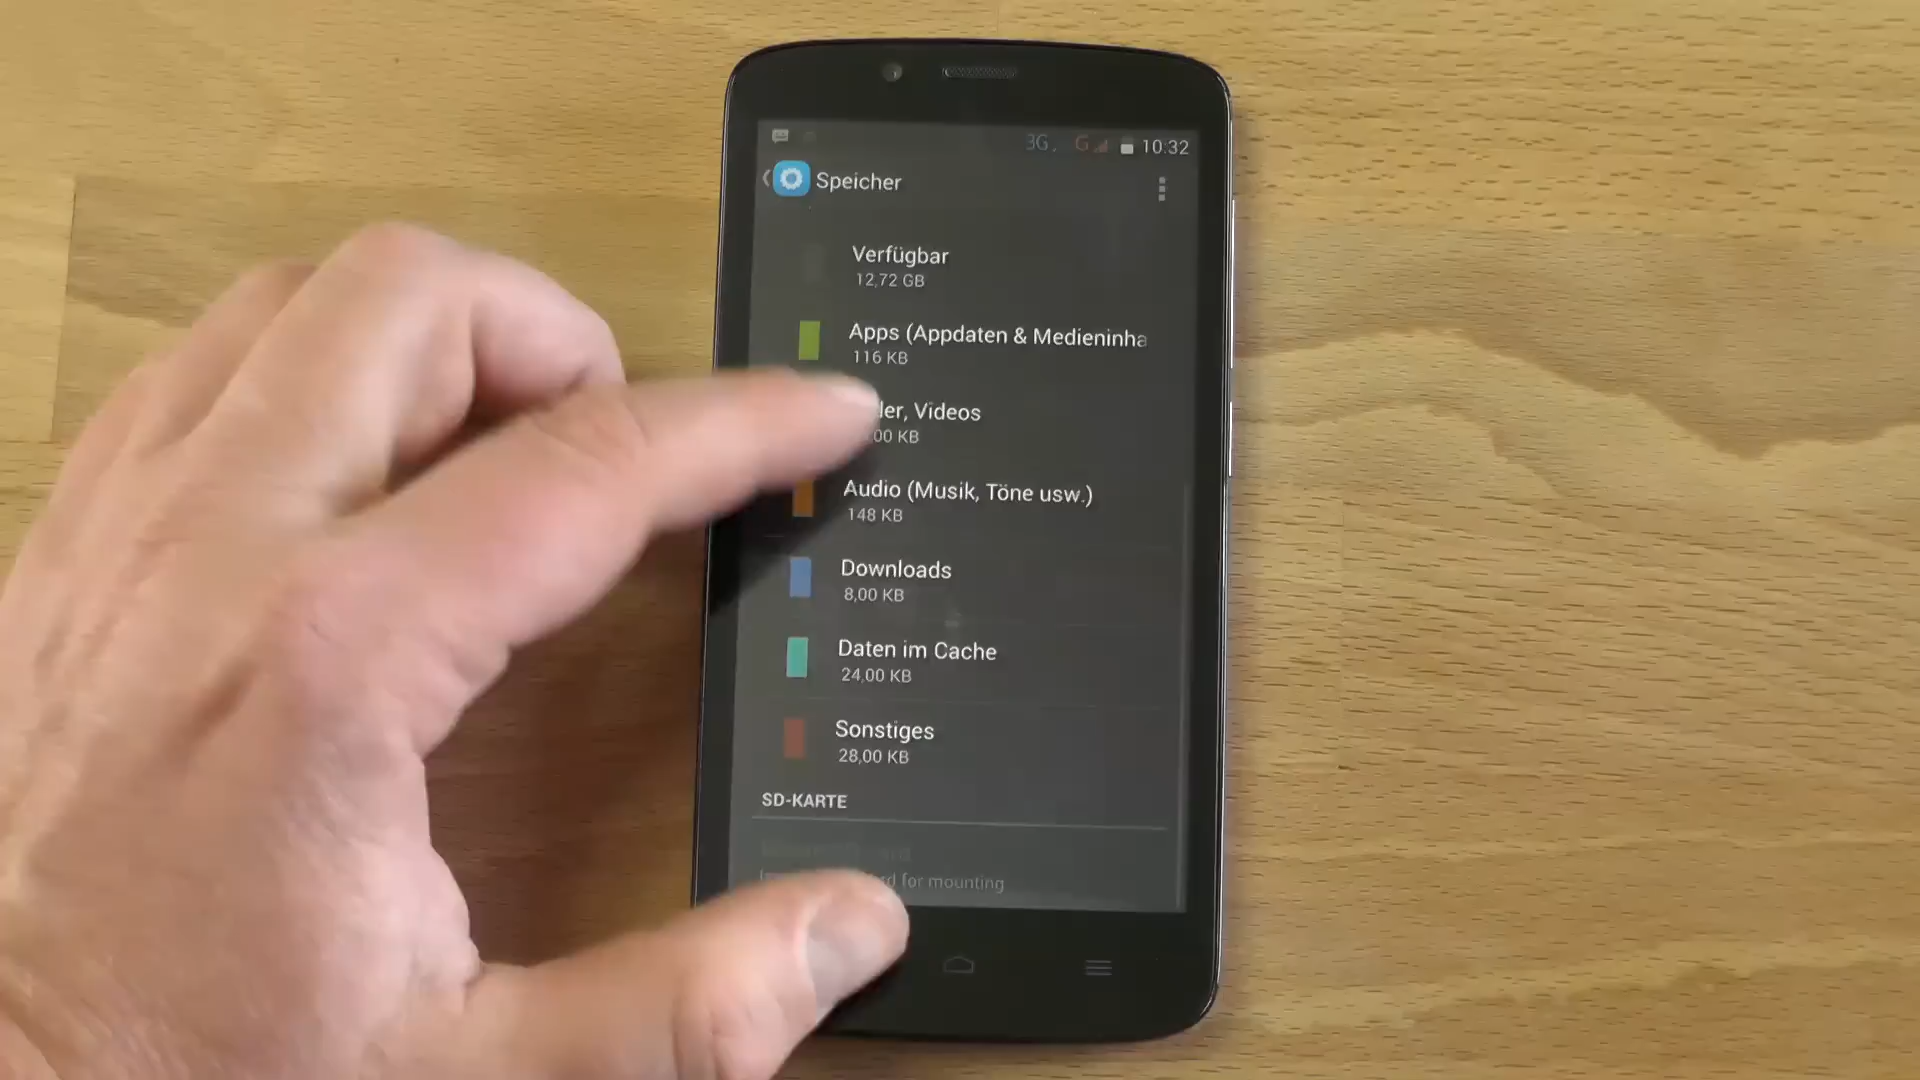 3G G 10:32
Speicher
Verfügbar
12,72 GB
Apps (Appdaten & Medieninha
116 KB
ler, Videos
00 KB
Audio (Musik, Töne usw.)
148 KB
Downloads
8,00 KB
Daten im Cache
24,00 KB
Sonstiges
28,00 KB
SD-KARTE
for mounting